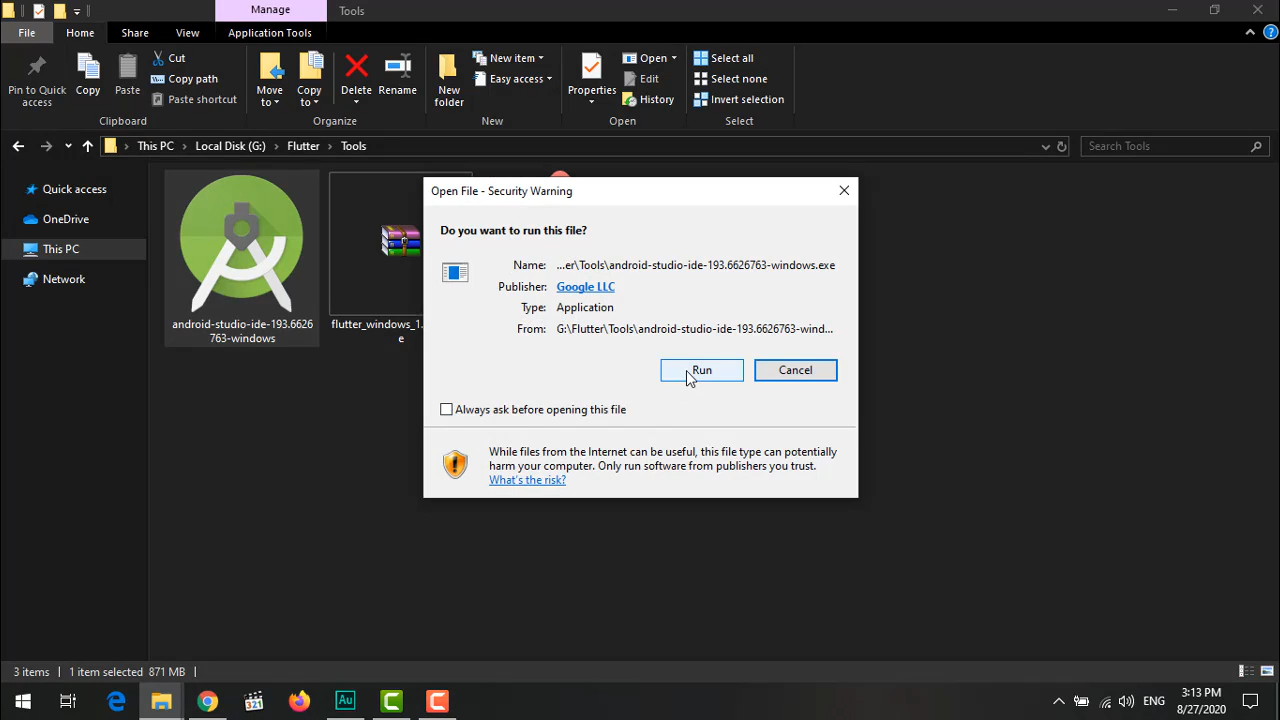 Manage
Tools
File
Home
Share
View
Application Tools
Pin to Quick
access
Copy
Paste
Cut
Copy path
Paste shortcut
Clipboard
Move
to
Copy
to
Delete
Rename
Organize
New
folder
New item
Easy access
New
Properties
Open
Edit
History
Open
Select all
Select none
Invert selection
Select
This PC
Local Disk (G:)
Flutter
Tools
Search Tools
Quick access
OneDrive
This PC
Network
android-studio-ide-193.6626
763-windows
flutter_windows_1.
e
Open File - Security Warning
Do you want to run this file?
Name: ...er\Tools\android-studio-ide-193.6626763-windows.exe
Publisher: Google LLC
Type: Application
From: G:\Flutter\Tools\android-studio-ide-193.6626763-wind...
Run
Cancel
Always ask before opening this file
While files from the Internet can be useful, this file type can potentially
harm your computer. Only run software from publishers you trust.
What's the risk?
3 items
1 item selected 871 MB
321
Au
ENG
3:13 PM
8/27/2020